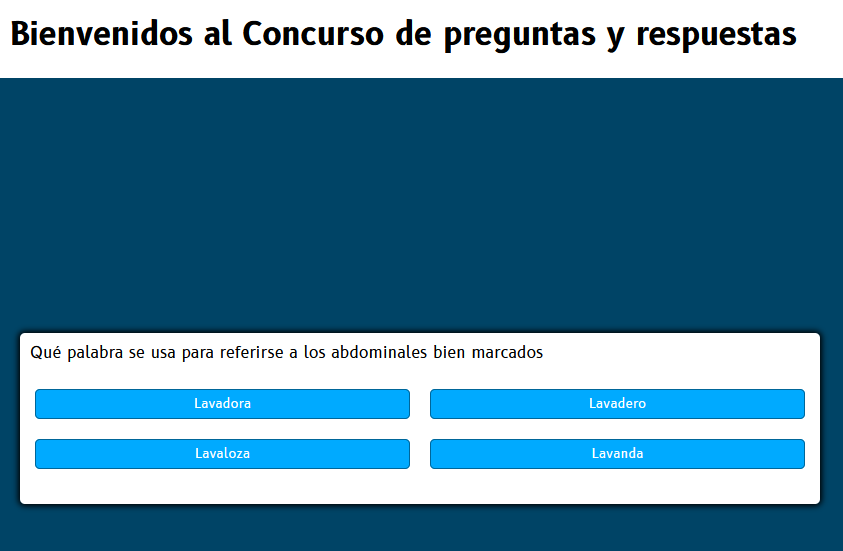 Bienvenidos al Concurso de preguntas y respuestas
Qué palabra se usa para referirse a los abdominales bien marcados
Lavadora
Lavadero
Lavaloza
Lavanda